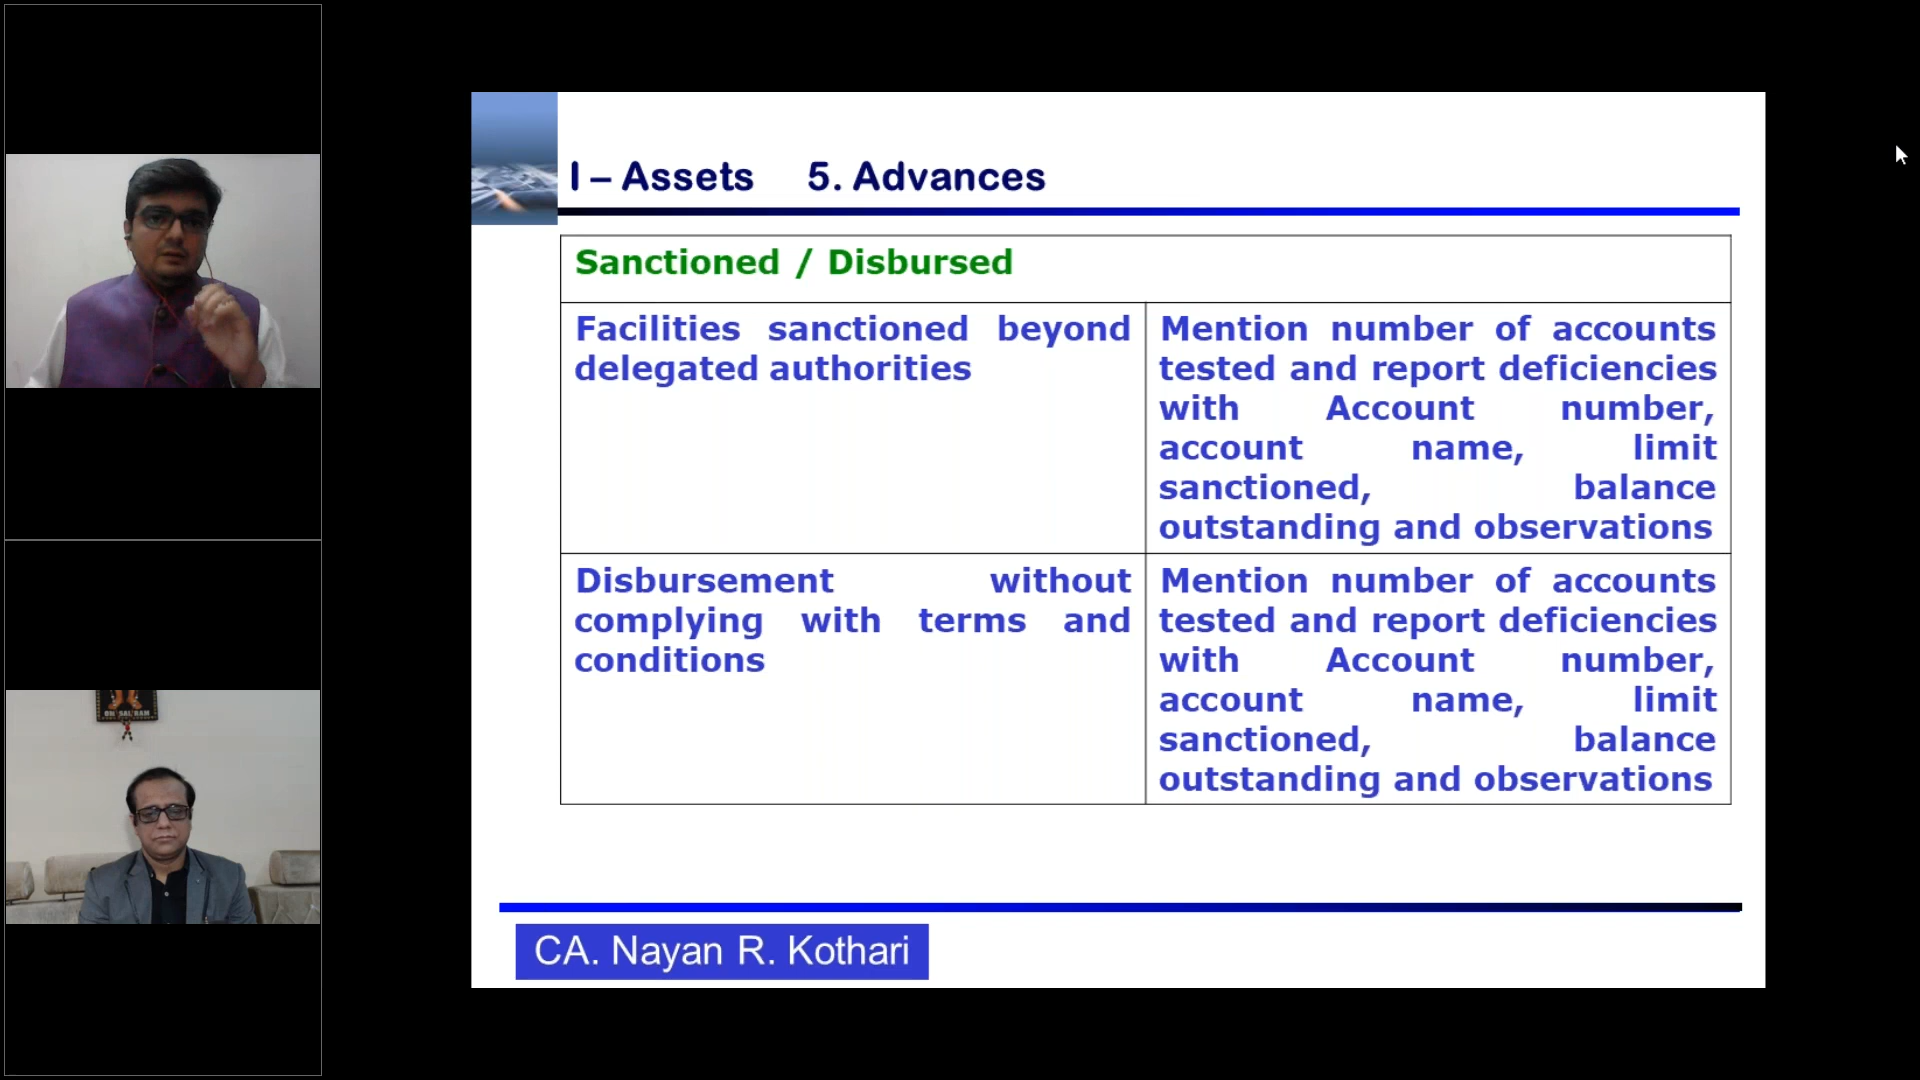 I – Assets 5. Advances
Sanctioned / Disbursed
Facilities sanctioned beyond
delegated authorities
Mention number of accounts
tested and report deficiencies
with Account number,
account name, limit
sanctioned, balance
outstanding and observations
Disbursement without
complying with terms and
conditions
Mention number of accounts
tested and report deficiencies
with Account number,
account name, limit
sanctioned, balance
outstanding and observations
CA. Nayan R. Kothari